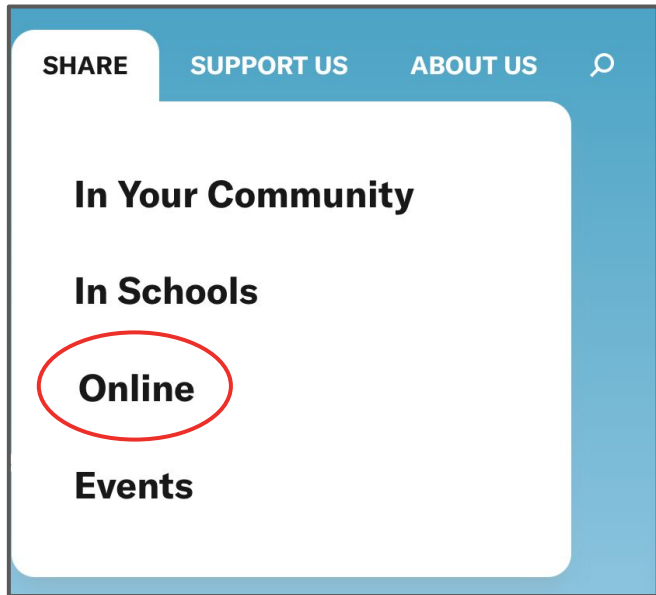 SHARE SUPPORT US ABOUT US
In Your Community
In Schools
Online
Events